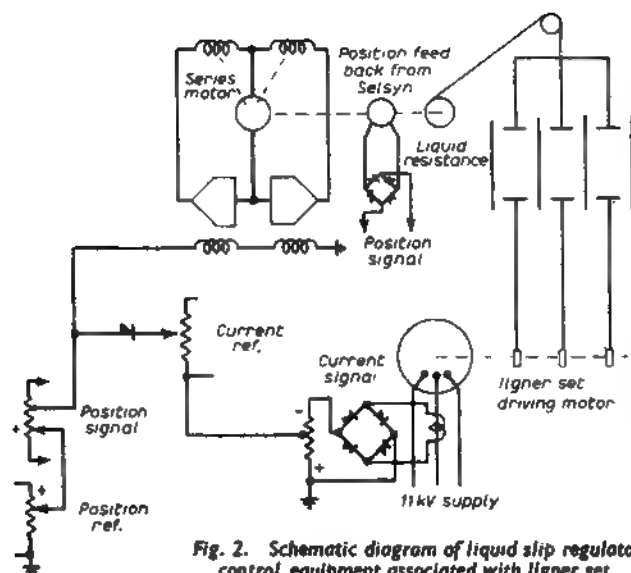 Series
motor
Position feed
back from
Selsyn
Liquid
resistance
Position
signal
Current
ref.
Current
signal
Ilgner set
driving motor
Position
signal
Position
ref.
-
+
+
+
11kV supply
Fig. 2. Schematic diagram of liquid slip regulator
control equipment associated with Ilgner set